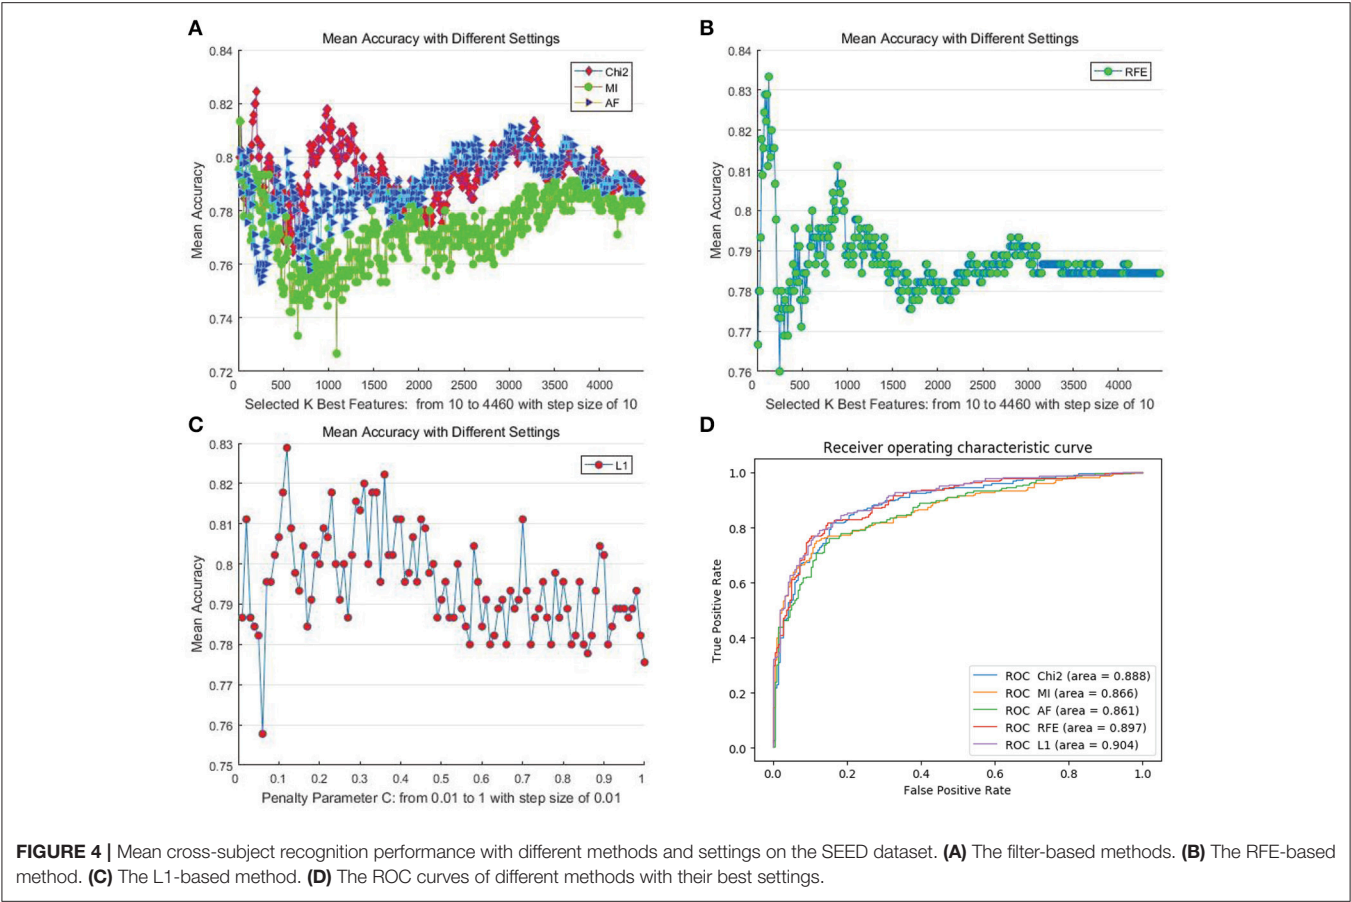 A
Mean Accuracy with Different Settings
0.84
0.82
0.8
0.78
0.76
0.74
0.72
Mean Accuracy
Chi2
MI
AF
0 500 1000 1500 2000 2500 3000 3500 4000
Selected K Best Features: from 10 to 4460 with step size of 10
B
Mean Accuracy with Different Settings
0.84
0.83
0.82
0.81
0.8
0.79
0.78
0.77
0.76
Mean Accuracy
RFE
0 500 1000 1500 2000 2500 3000 3500 4000
Selected K Best Features: from 10 to 4460 with step size of 10
C
Mean Accuracy with Different Settings
0.83
0.82
0.81
0.8
0.79
0.78
0.77
0.76
0.75
Mean Accuracy
L1
0 0.1 0.2 0.3 0.4 0.5 0.6 0.7 0.8 0.9 1
Penalty Parameter C: from 0.01 to 1 with step size of 0.01
D
Receiver operating characteristic curve
1.0
0.8
0.6
0.4
0.2
0.0
True Positive Rate
ROC Chi2 (area = 0.888)
ROC MI (area = 0.866)
ROC AF (area = 0.861)
ROC RFE (area = 0.897)
ROC L1 (area = 0.904)
0.0 0.2 0.4 0.6 0.8 1.0
False Positive Rate
FIGURE 4 | Mean cross-subject recognition performance with different methods and settings on the SEED dataset. (A) The filter-based methods. (B) The RFE-based
method. (C) The L1-based method. (D) The ROC curves of different methods with their best settings.